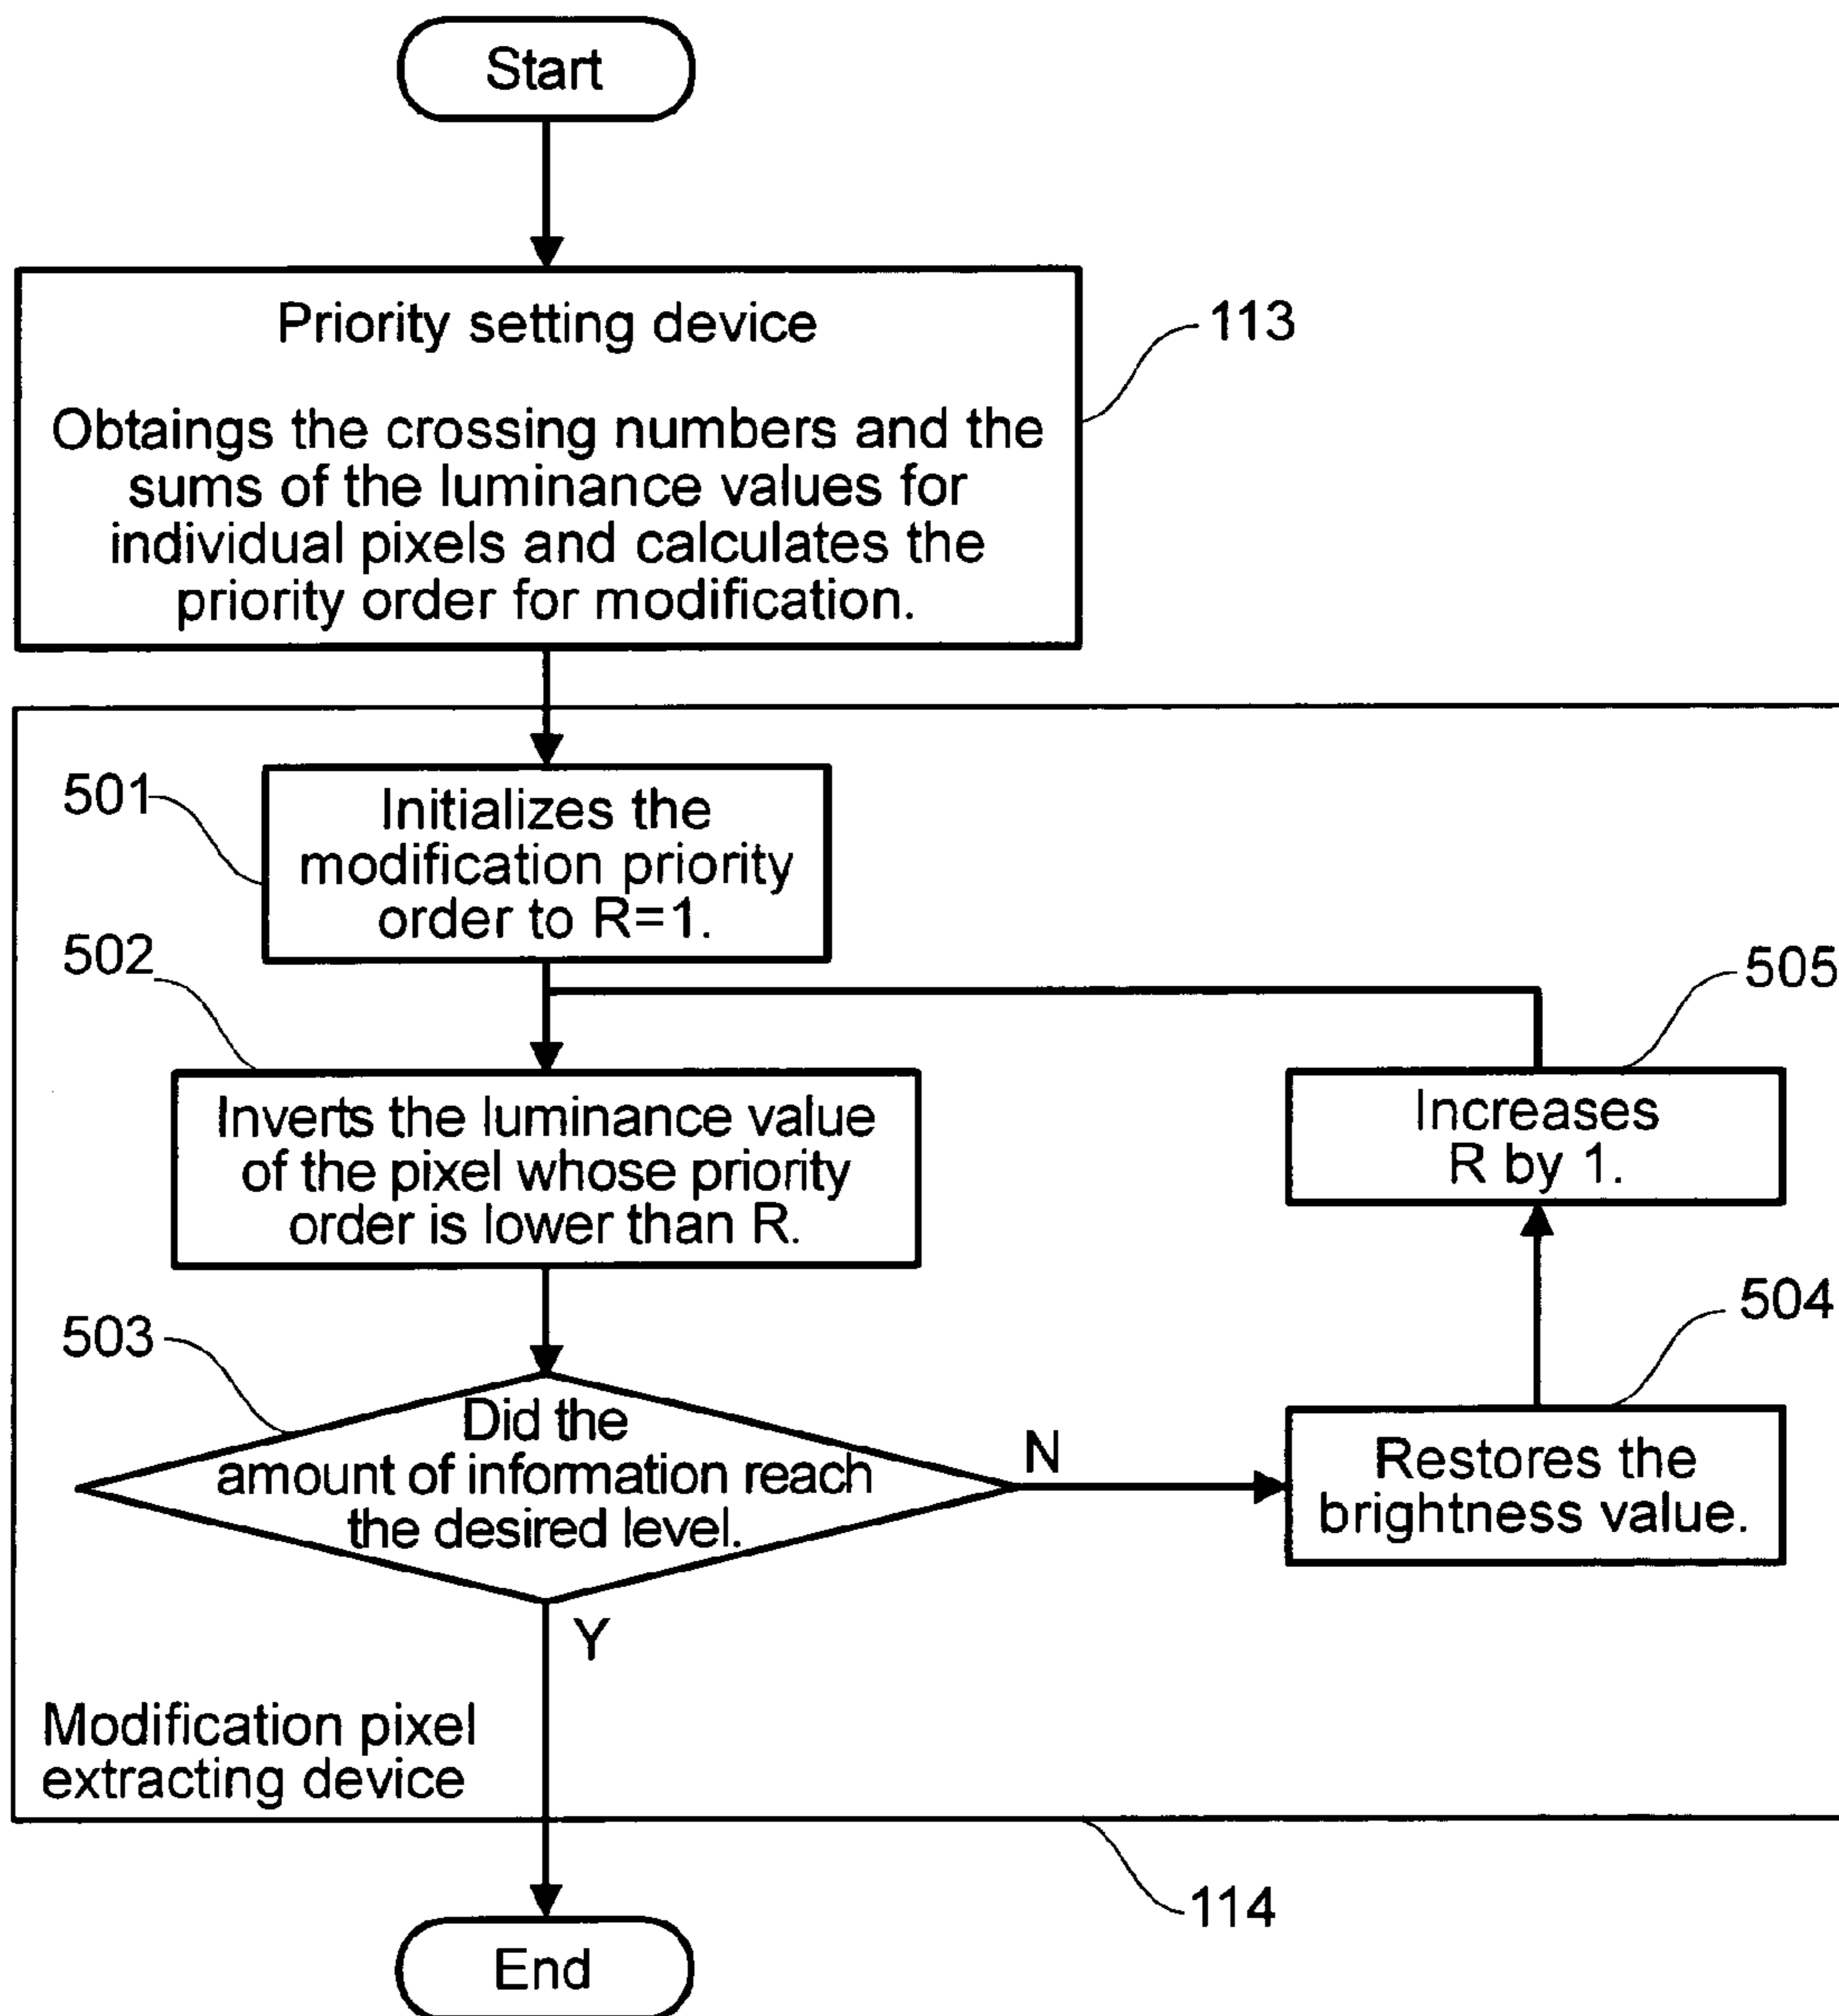 Start
Priority setting device
113
Obtaings the crossing numbers and the
sums of the luminance values for
individual pixels and calculates the
priority order for modification.
501
Initializes the
modification priority
order to R=1.
502
505
Inverts the luminance value
of the pixel whose priority
order is lower than R.
Increases
R by 1.
503
504
Did the
amount of information reach
the desired level.
N
Restores the
brightness value.
Y
Modification pixel
extracting device
114
End